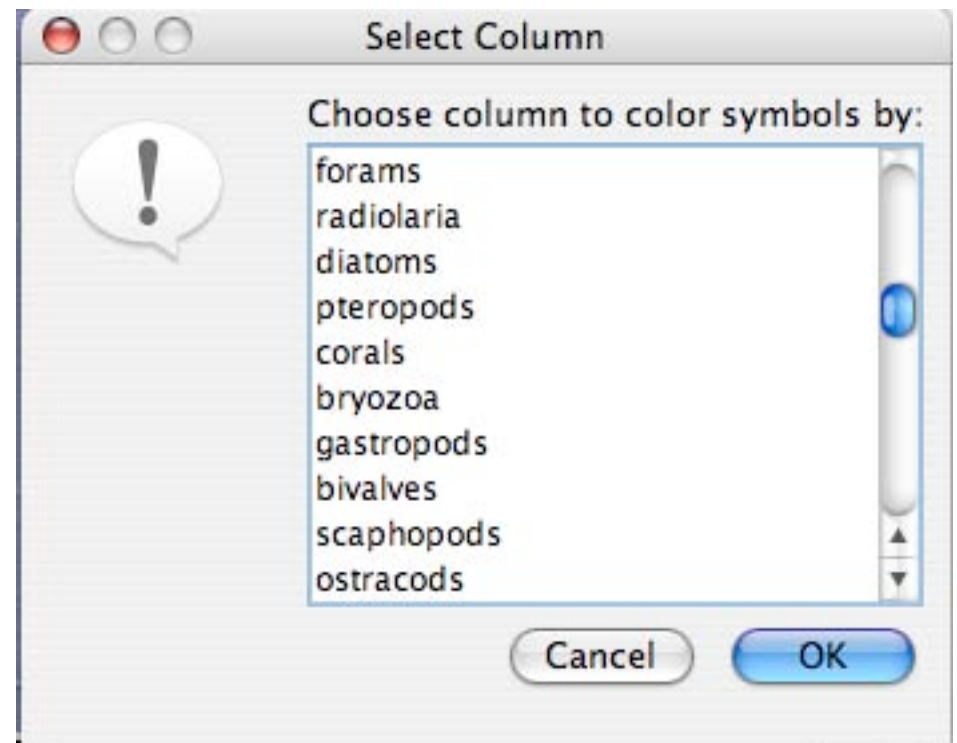 Select Column
Choose column to color symbols by:
forams
radiolaria
diatoms
pteropods
corals
bryozoa
gastropods
bivalves
scaphopods
ostracods
Cancel OK